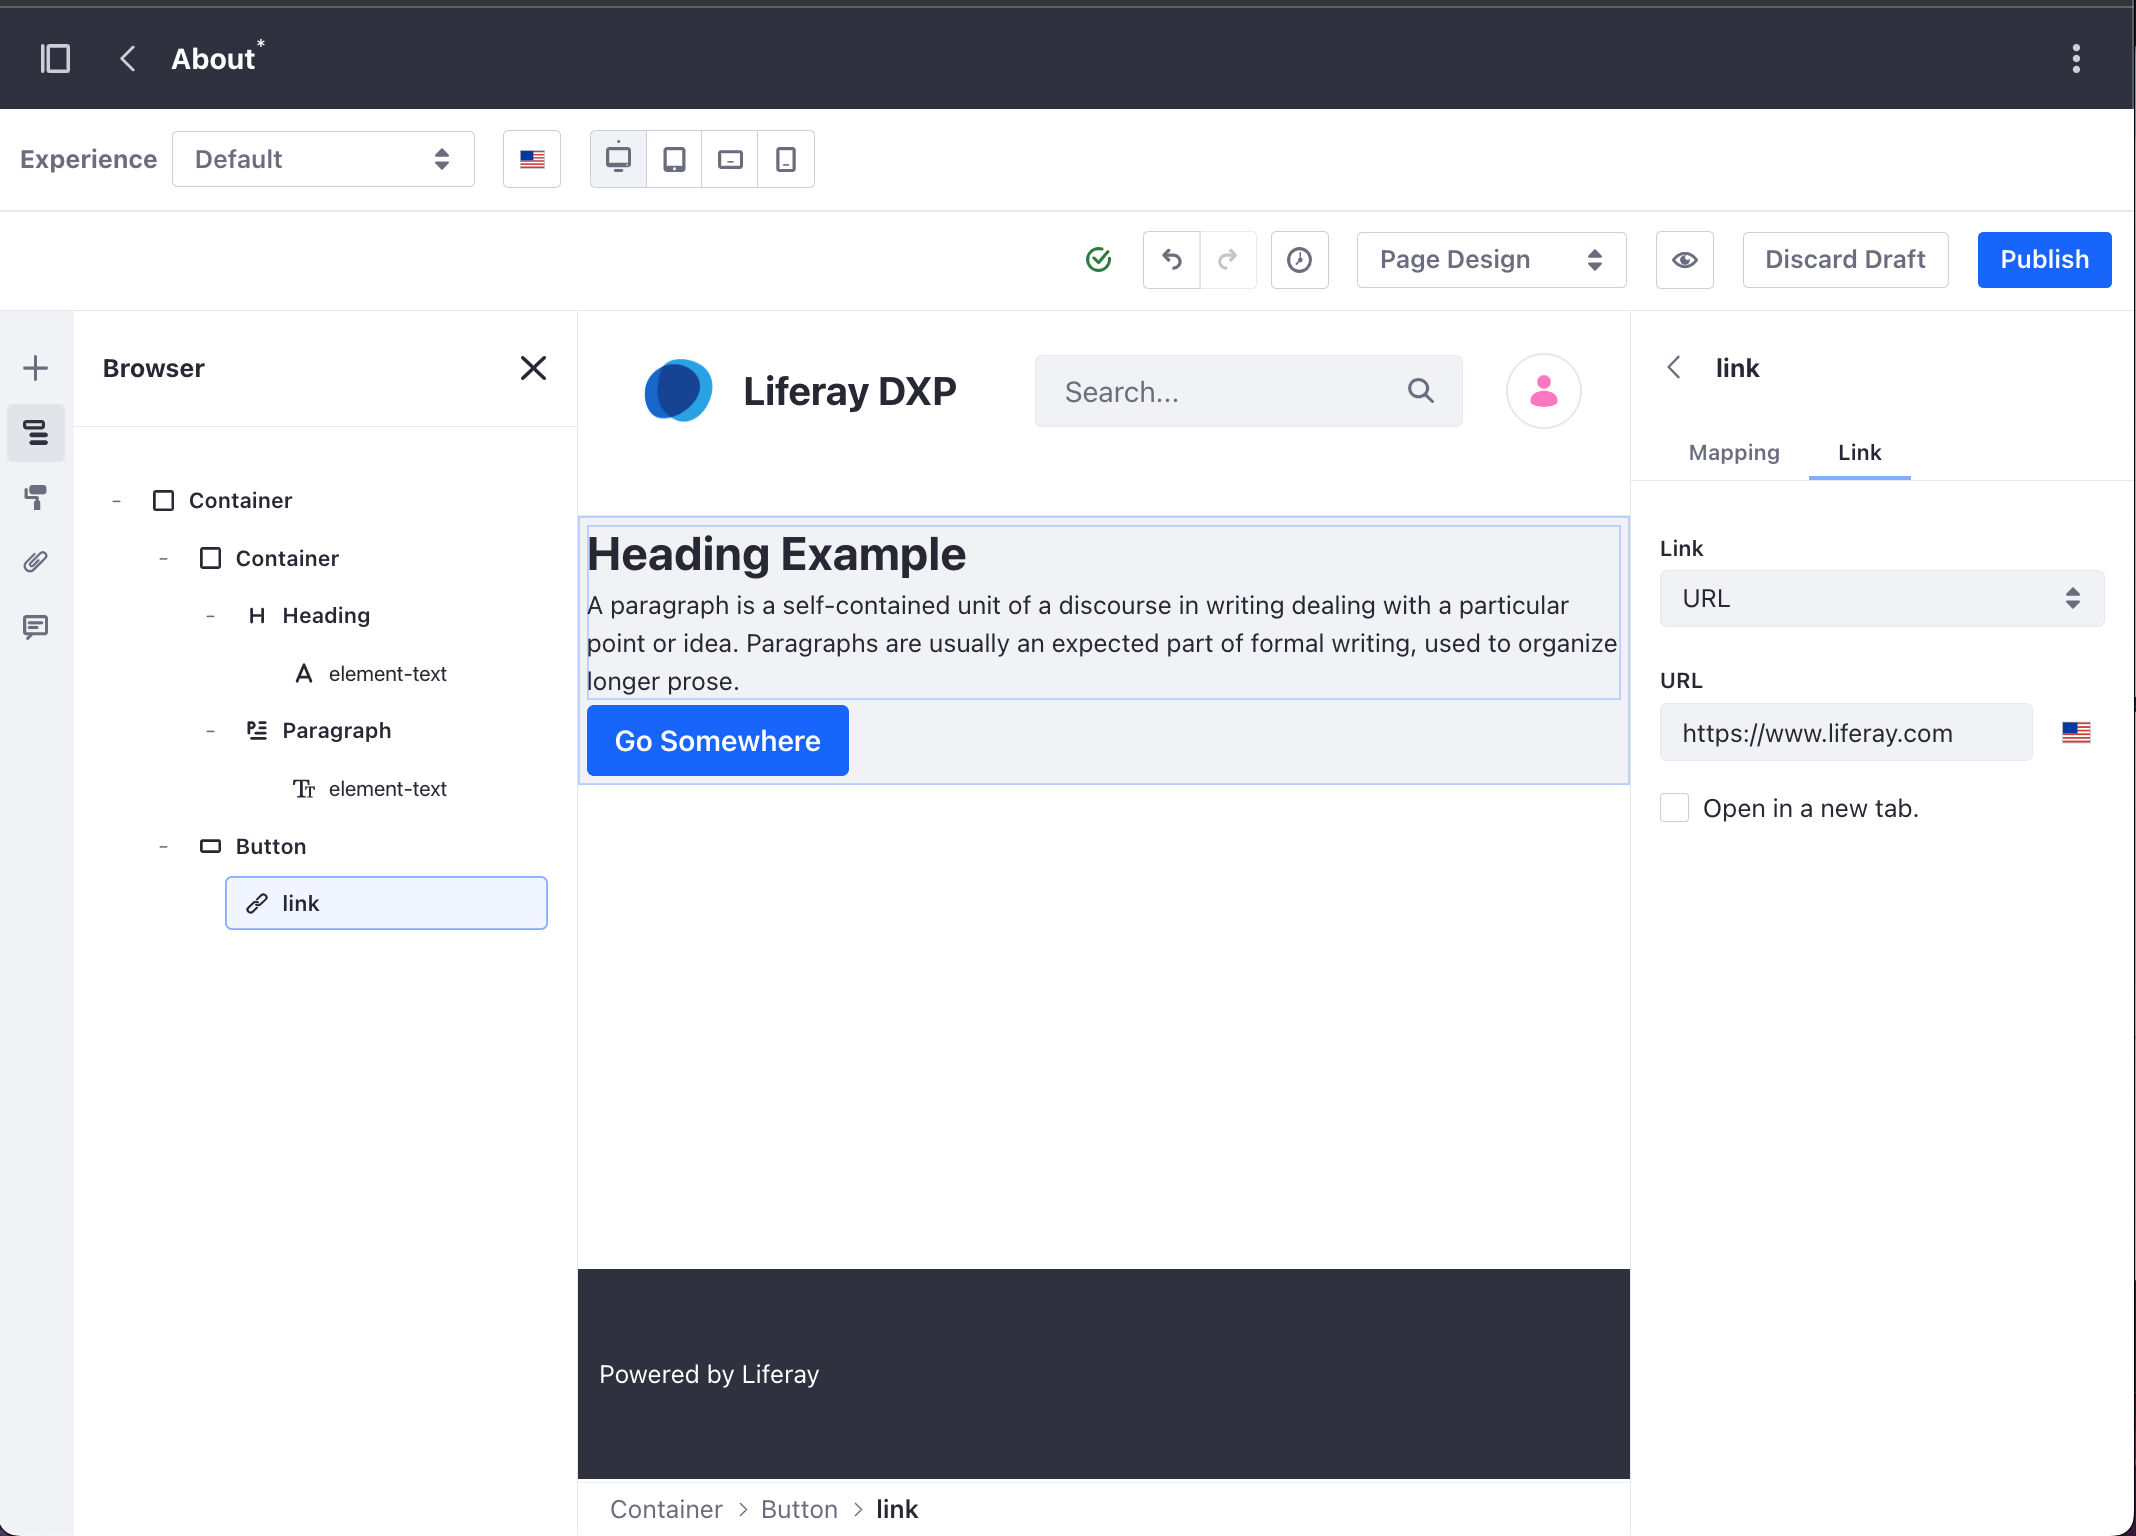 About*
Experience
Default
Page Design
Discard Draft
Publish
Browser
Container
Container
Heading
element-text
Paragraph
element-text
Button
link
Liferay DXP
Search...
Heading Example
A paragraph is a self-contained unit of a discourse in writing dealing with a particular
point or idea. Paragraphs are usually an expected part of formal writing, used to organize
longer prose.
Go Somewhere
Powered by Liferay
Container > Button > link
link
Mapping
Link
Link
URL
URL
https://www.liferay.com
Open in a new tab.